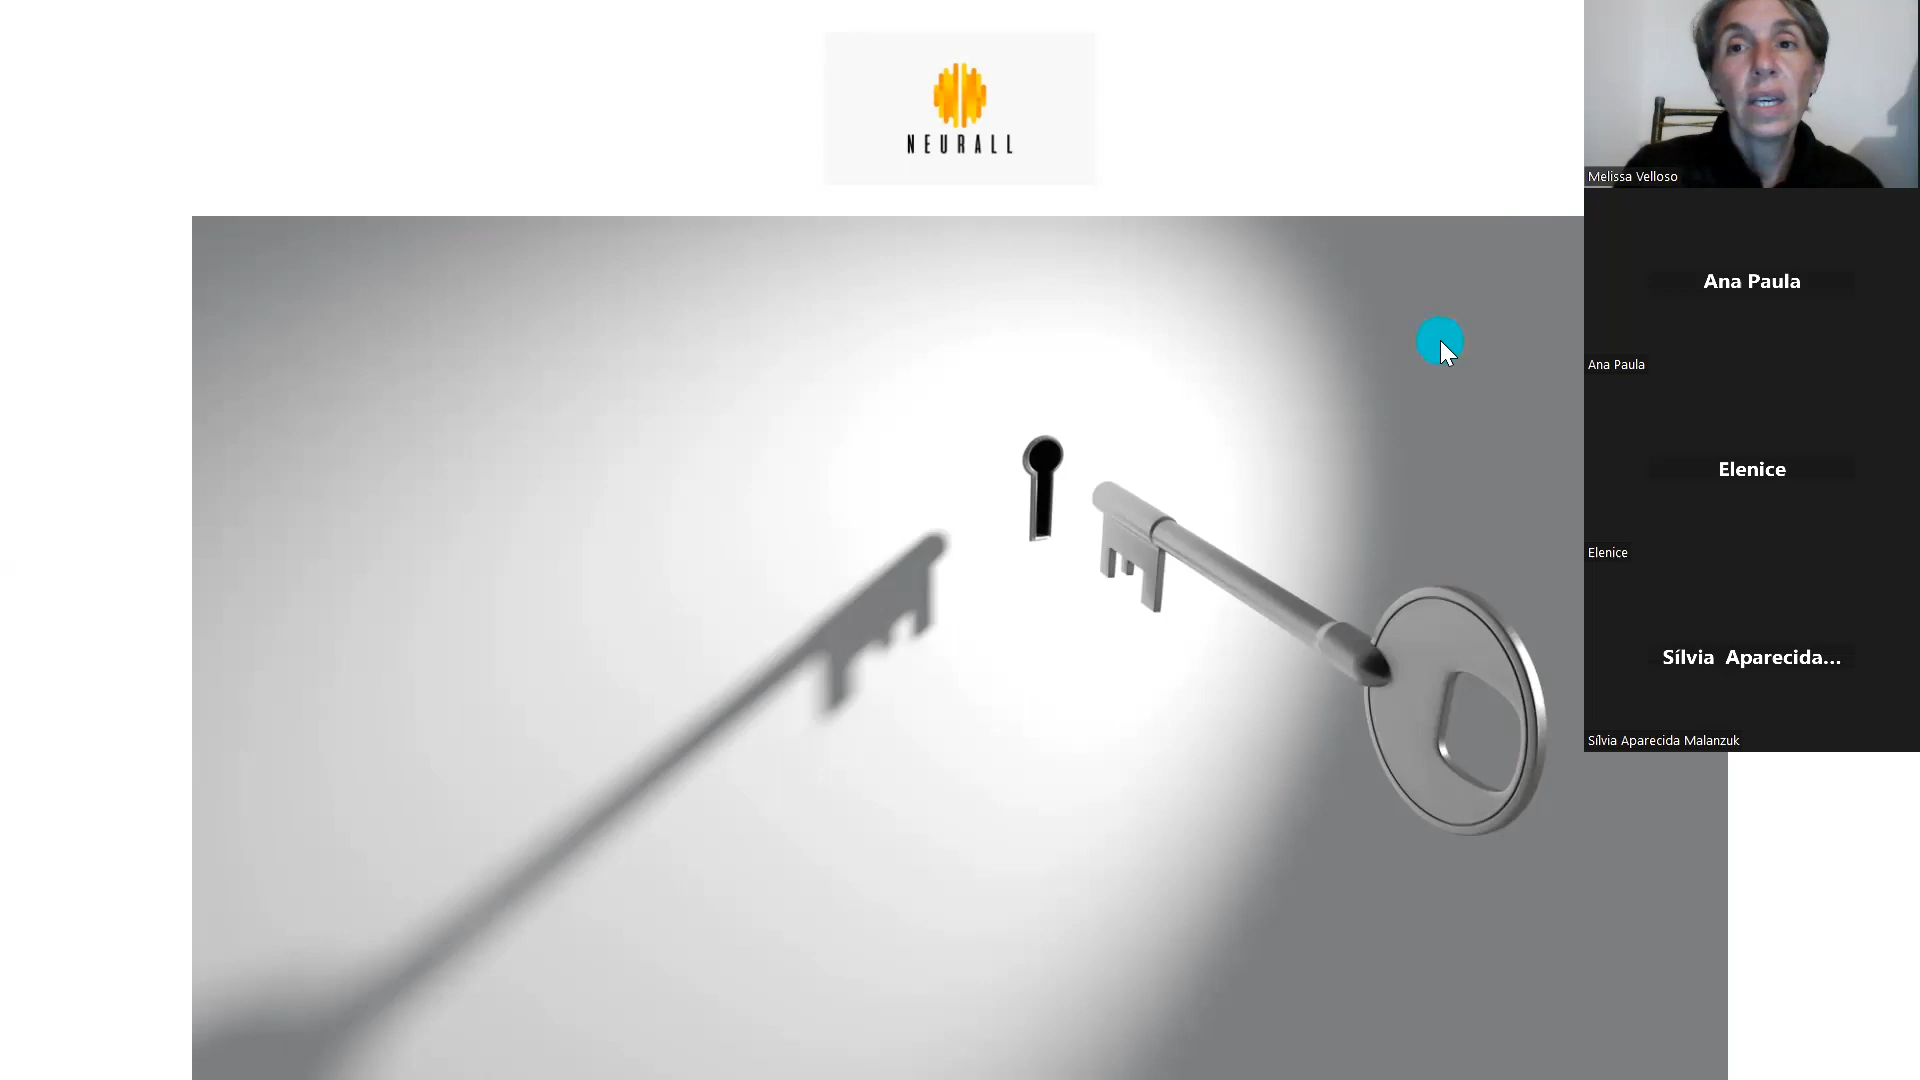 NEURALL
Melissa Velloso
Ana Paula
Ana Paula
Elenice
Elenice
Sílvia Aparecida...
Sílvia Aparecida Malanzuk